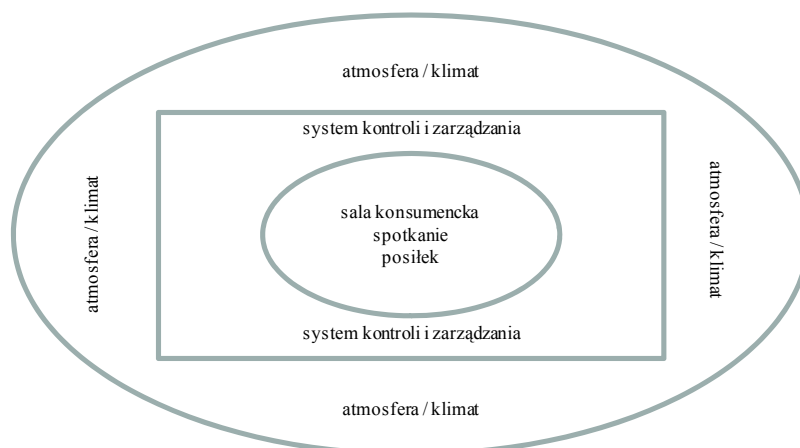 atmosfera / klimat
system kontroli i zarządzania
atmosfera / klimat
sala konsumencka
spotkanie
posiłek
atmosfera / klimat
system kontroli i zarządzania
atmosfera / klimat